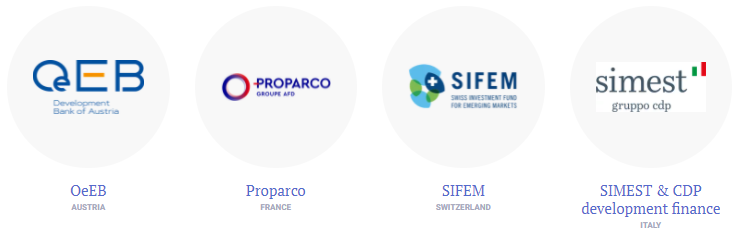 OeEB
Development
Bank of Austria
PROPARCO
GROUPE AFD
SIFEM
SWISS INVESTMENT FUND
FOR EMERGING MARKETS
simest
gruppo cdp
OeEB
AUSTRIA
Proparco
FRANCE
SIFEM
SWITZERLAND
SIMEST & CDP
development finance
ITALY